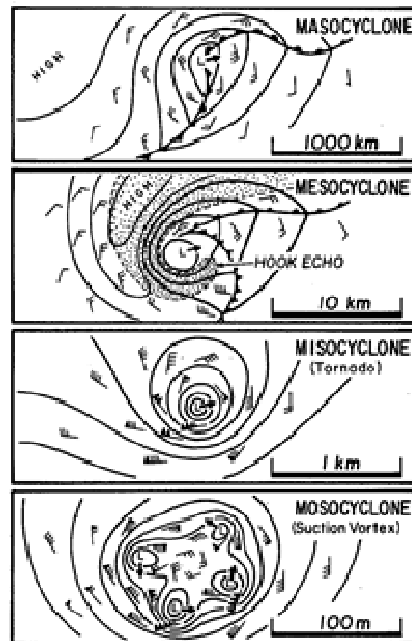 MASOCYCLONE
HIGH
L
1000 km
MESOCYCLONE
HIGH
L
HOOK ECHO
10 km
MISOCYCLONE
(Tornado)
1 km
MOSOCYCLONE
(Suction Vortex)
100 m